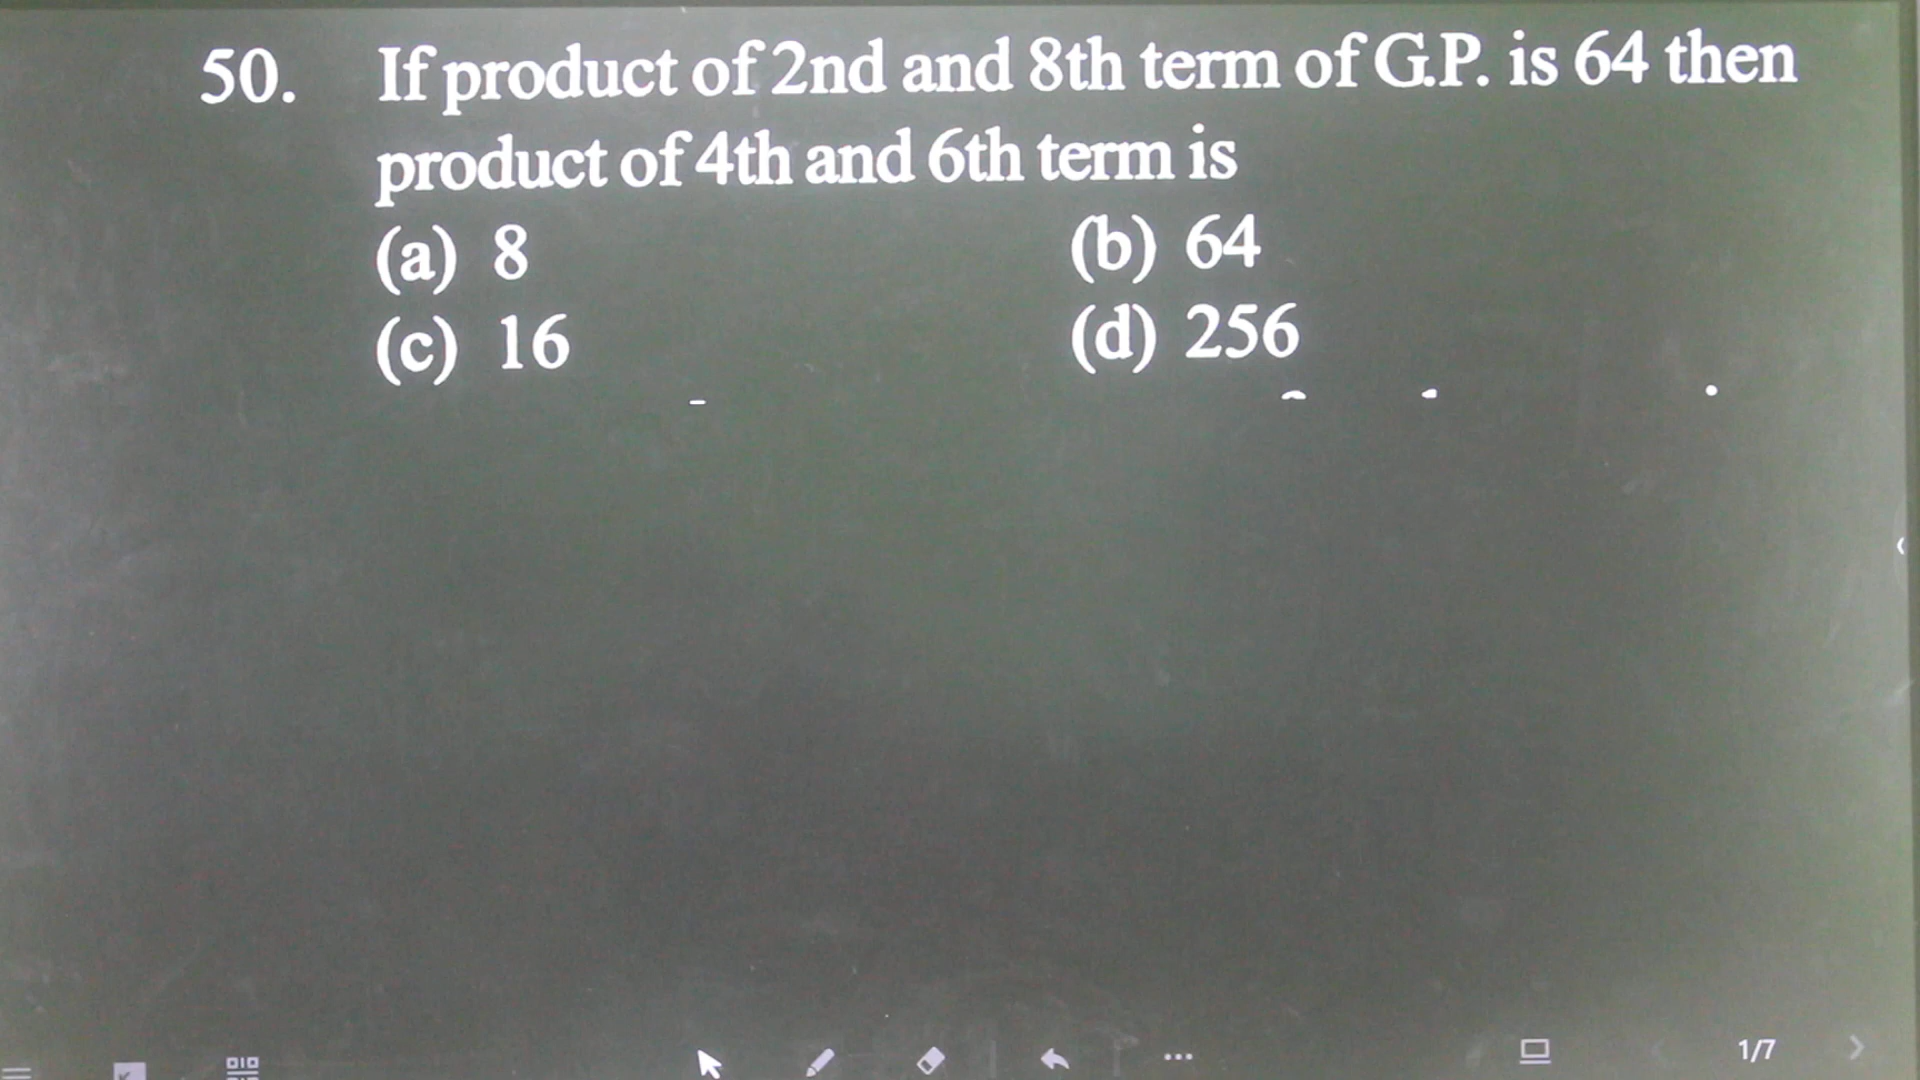 50. If product of 2nd and 8th term of G.P. is 64 then
product of 4th and 6th term is
(a) 8 (b) 64
(c) 16 (d) 256
1/7